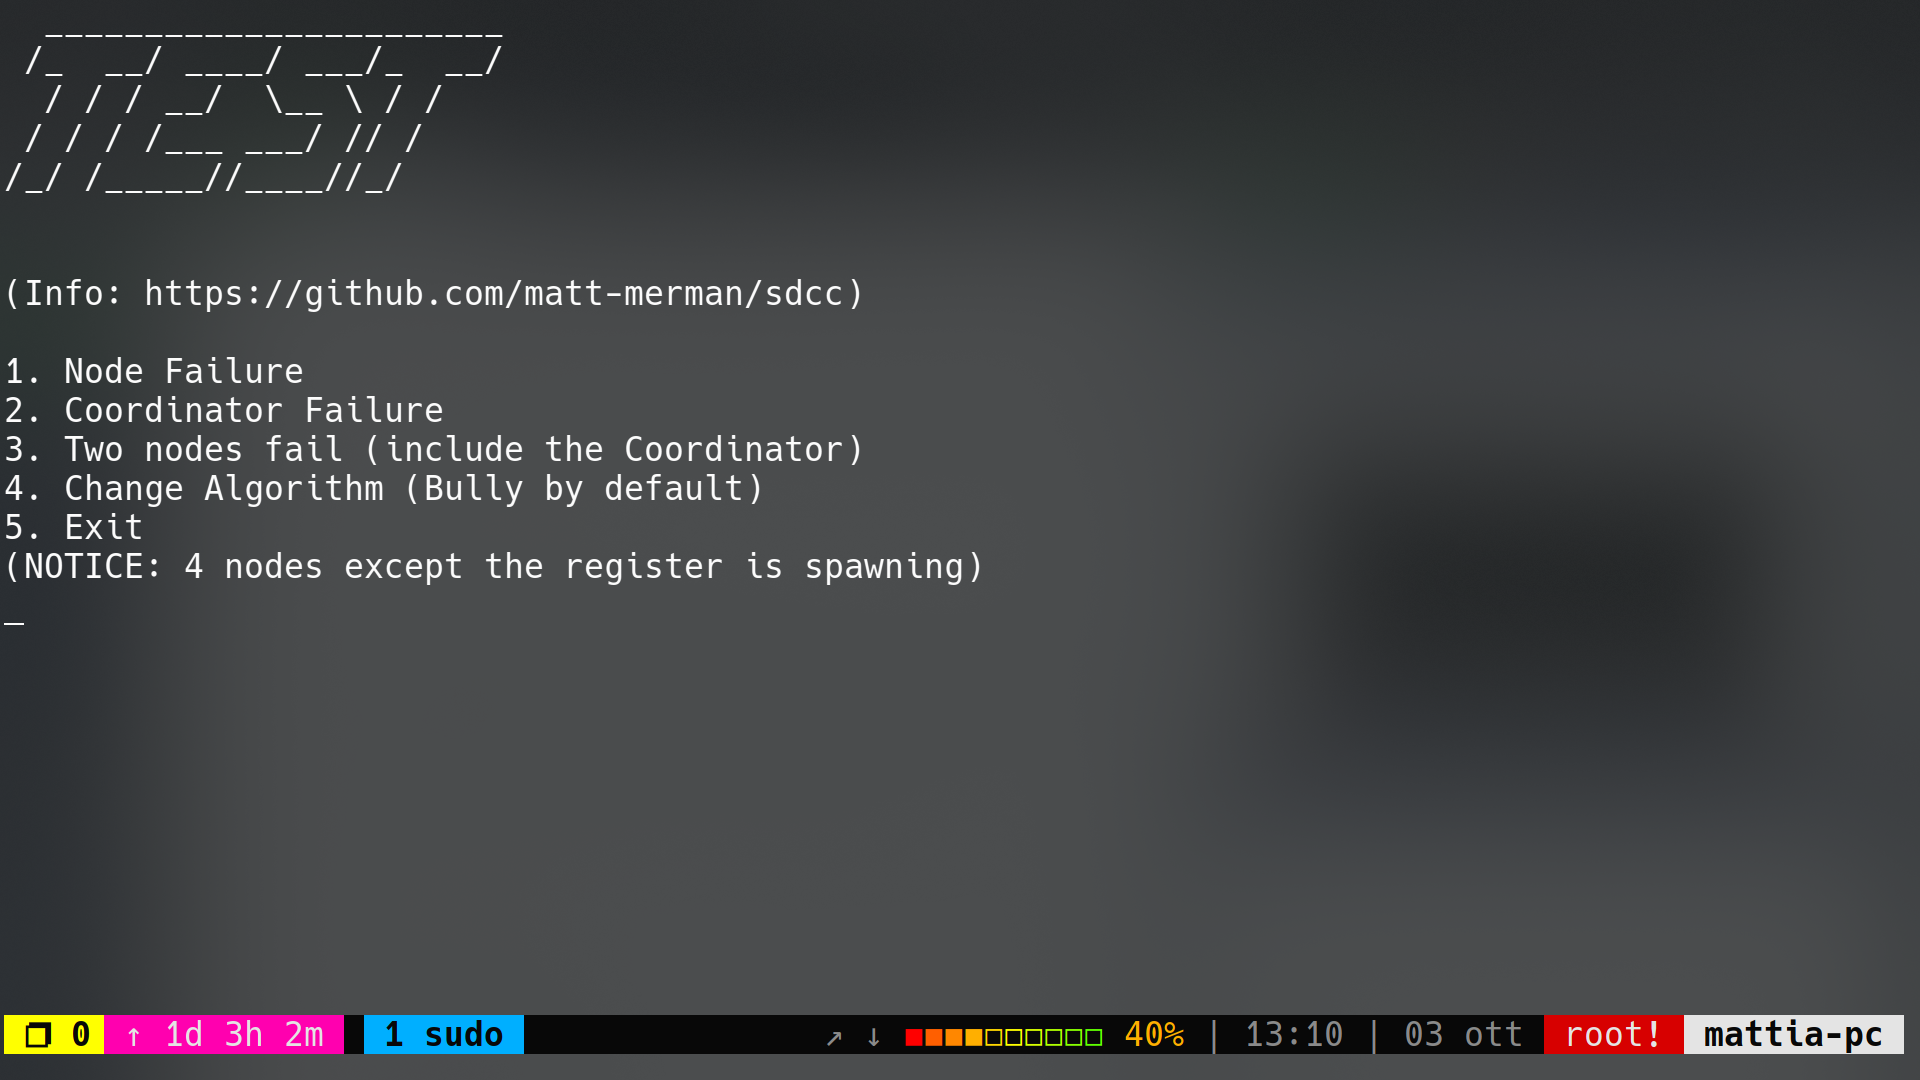 _______________________
 /_  __/ ____/ ___/_  __/
  / / / __/  \__ \ / /
 / / / /___ ___/ // /
/_/ /_____//____//_/
(Info: https://github.com/matt-merman/sdcc)
1. Node Failure
2. Coordinator Failure
3. Two nodes fail (include the Coordinator)
4. Change Algorithm (Bully by default)
5. Exit
(NOTICE: 4 nodes except the register is spawning)
_
❐ 0 ↑ 1d 3h 2m 1 sudo ↗ ↓ ■■■■□□□□□□ 40% | 13:10 | 03 ott root! mattia-pc